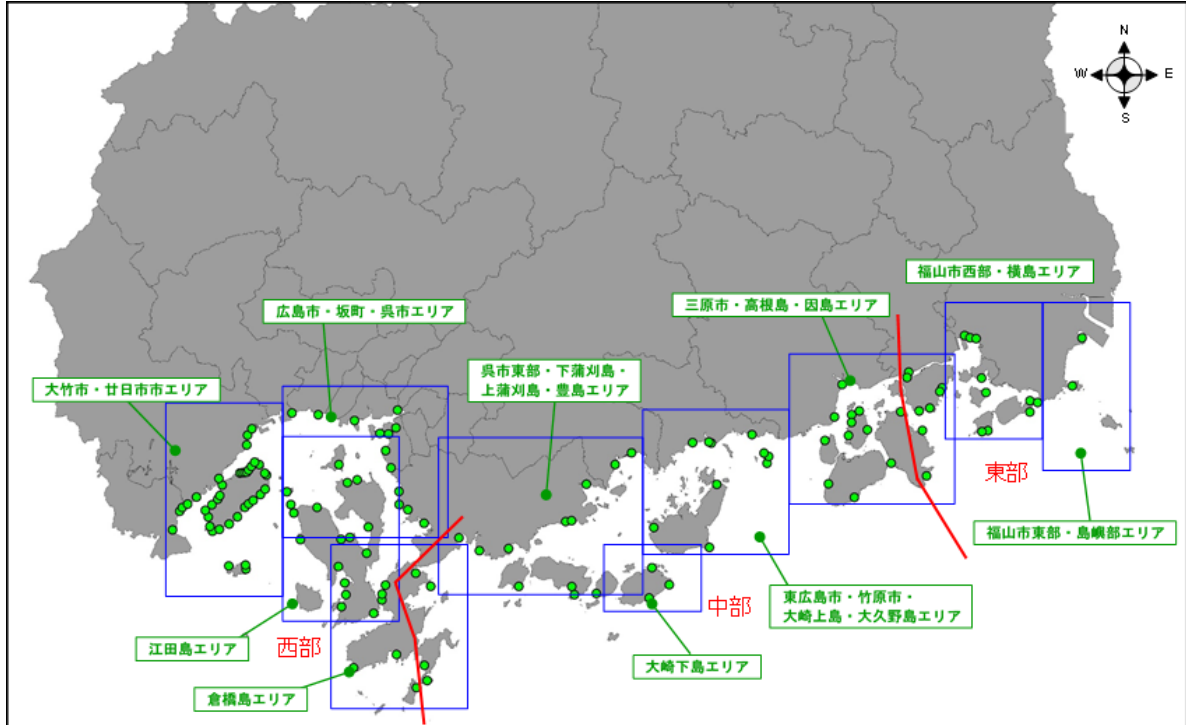 N
W
E
S
福山市西部・横島エリア
三原市・高根島・因島エリア
広島市・坂町・呉市エリア
呉市東部・下蒲刈島・
上蒲刈島・豊島エリア
大竹市・廿日市市エリア
東部
福山市東部・島嶼部エリア
中部
東広島市・竹原市・
大崎上島・大久野島エリア
江田島エリア
西部
大崎下島エリア
倉橋島エリア